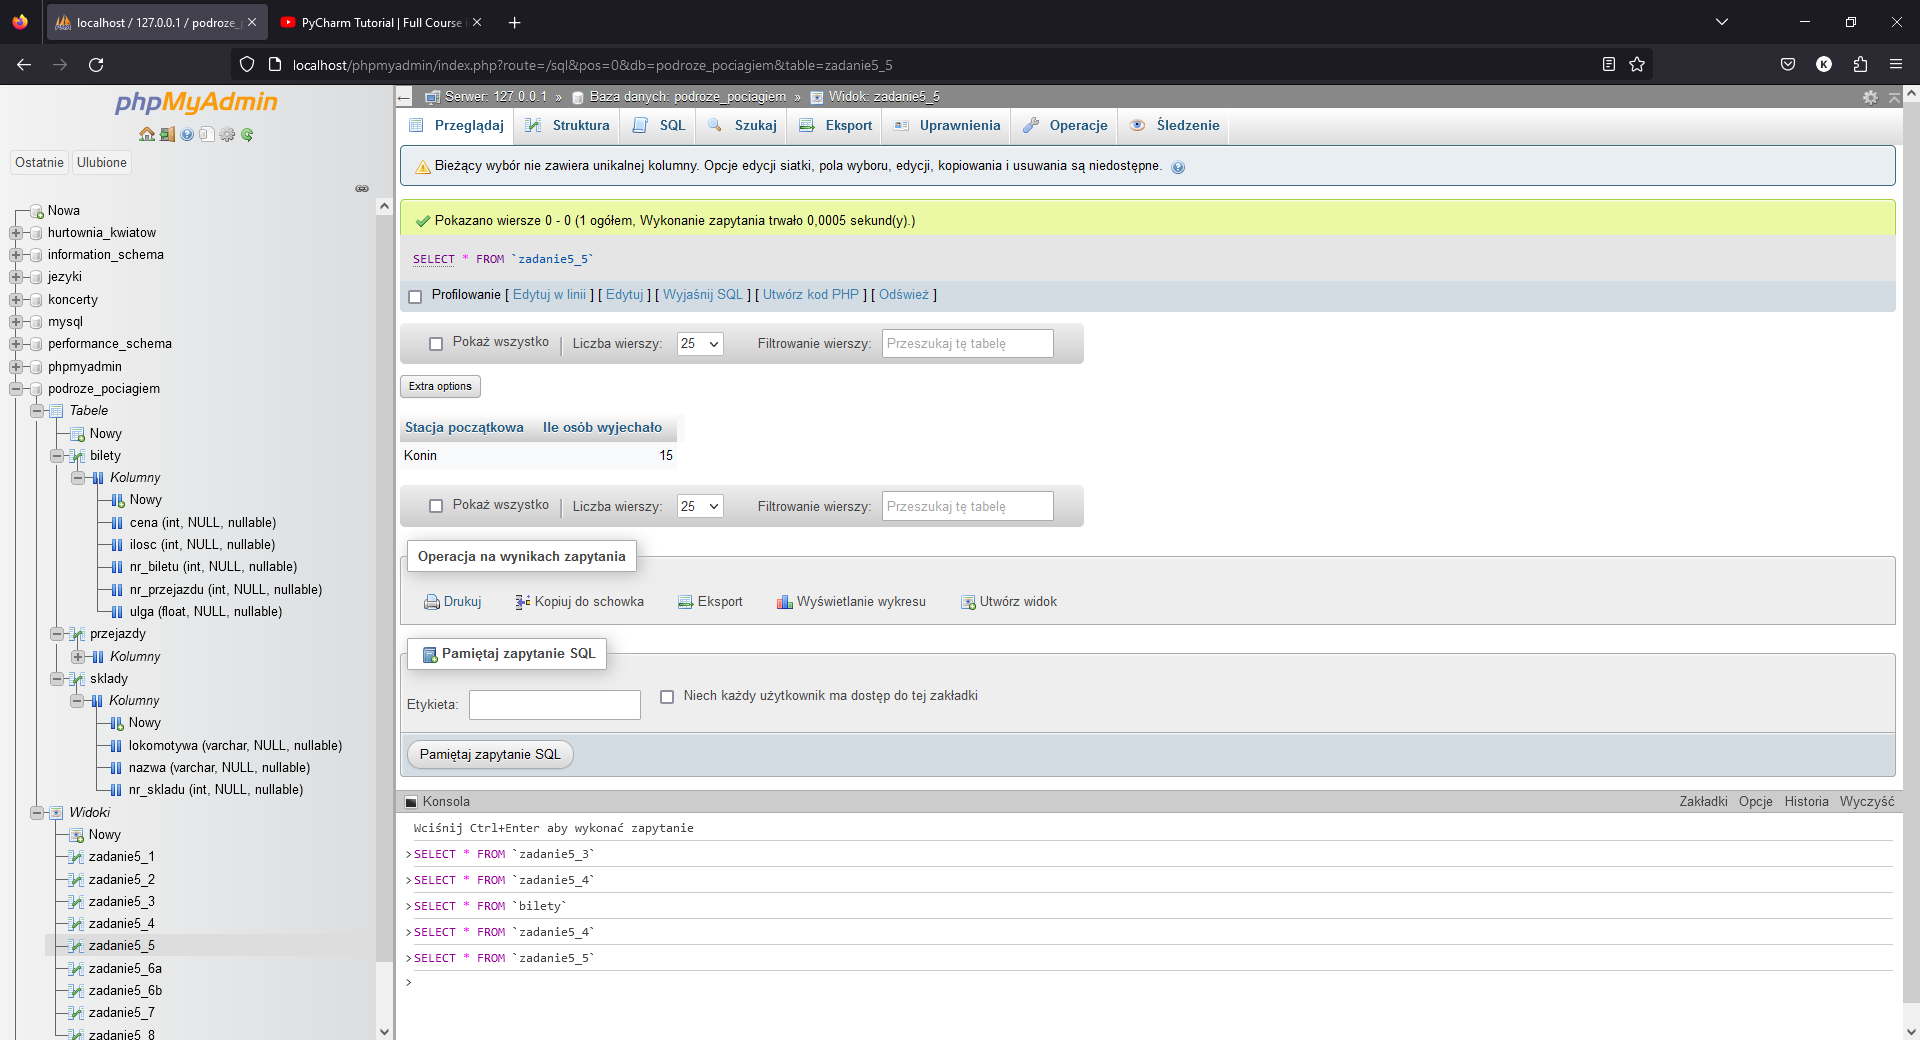 localhost / 127.0.0.1 / podroze_
PyCharm Tutorial | Full Course
localhost/phpmyadmin/index.php?route=/sql&pos=0&db=podroze_pociagiem&table=zadanie5_5
K
phpMyAdmin
Ostatnie Ulubione
Nowa
hurtownia_kwiatow
information_schema
jezyki
koncerty
mysql
performance_schema
phpmyadmin
podroze_pociagiem
Tabele
Nowy
bilety
Kolumny
Nowy
cena (int, NULL, nullable)
ilosc (int, NULL, nullable)
nr_biletu (int, NULL, nullable)
nr_przejazdu (int, NULL, nullable)
ulga (float, NULL, nullable)
przejazdy
Kolumny
sklady
Kolumny
Nowy
lokomotywa (varchar, NULL, nullable)
nazwa (varchar, NULL, nullable)
nr_skladu (int, NULL, nullable)
Widoki
Nowy
zadanie5_1
zadanie5_2
zadanie5_3
zadanie5_4
zadanie5_5
zadanie5_6a
zadanie5_6b
zadanie5_7
zadanie5_8
Serwer: 127.0.0.1 » Baza danych: podroze_pociagiem » Widok: zadanie5_5
Przeglądaj Struktura SQL Szukaj Eksport Uprawnienia Operacje Śledzenie
Bieżący wybór nie zawiera unikalnej kolumny. Opcje edycji siatki, pola wyboru, edycji, kopiowania i usuwania są niedostępne.
Pokazano wiersze 0 - 0 (1 ogółem, Wykonanie zapytania trwało 0,0005 sekund(y).)
SELECT * FROM `zadanie5_5`
Profilowanie [ Edytuj w linii ] [ Edytuj ] [ Wyjaśnij SQL ] [ Utwórz kod PHP ] [ Odśwież ]
Pokaż wszystko | Liczba wierszy: 25 Filtrowanie wierszy: Przeszukaj tę tabelę
Extra options
Stacja początkowa Ile osób wyjechało
Konin 15
Pokaż wszystko | Liczba wierszy: 25 Filtrowanie wierszy: Przeszukaj tę tabelę
Operacja na wynikach zapytania
Drukuj Kopiuj do schowka Eksport Wyświetlanie wykresu Utwórz widok
Pamiętaj zapytanie SQL
Etykieta: Niech każdy użytkownik ma dostęp do tej zakładki
Pamiętaj zapytanie SQL
Konsola Zakładki Opcje Historia Wyczyść
Wciśnij Ctrl+Enter aby wykonać zapytanie
>SELECT * FROM `zadanie5_3`
>SELECT * FROM `zadanie5_4`
>SELECT * FROM `bilety`
>SELECT * FROM `zadanie5_4`
>SELECT * FROM `zadanie5_5`
>